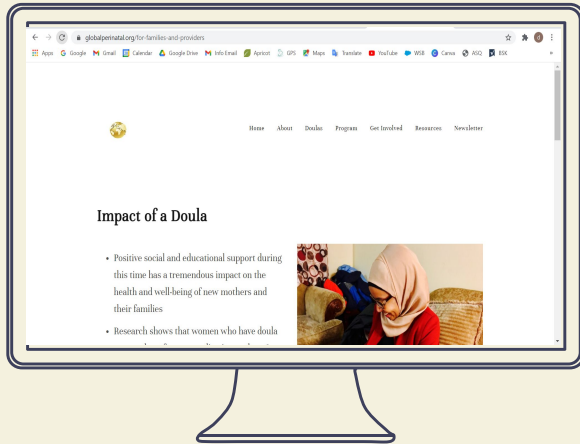 globalperinatal.org/for-families-and-providers
Apps Google Gmail Calendar Google Drive Info Email Apricot GPS Maps Translate YouTube WSB Canva ASQ BSK »
Home About Doulas Program Get Involved Resources Newsletter
Impact of a Doula
• Positive social and educational support during
this time has a tremendous impact on the
health and well-being of new mothers and
their families
• Research shows that women who have doula